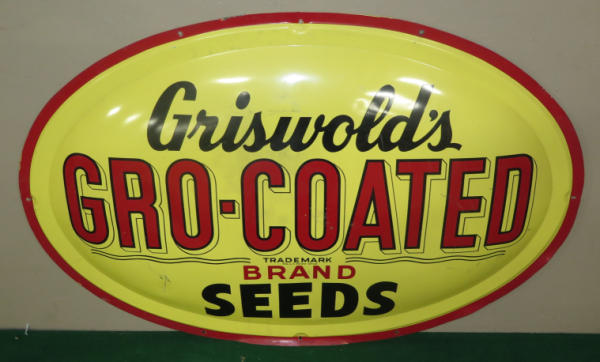 Griswold's
GRO-COATED
TRADEMARK
BRAND
SEEDS